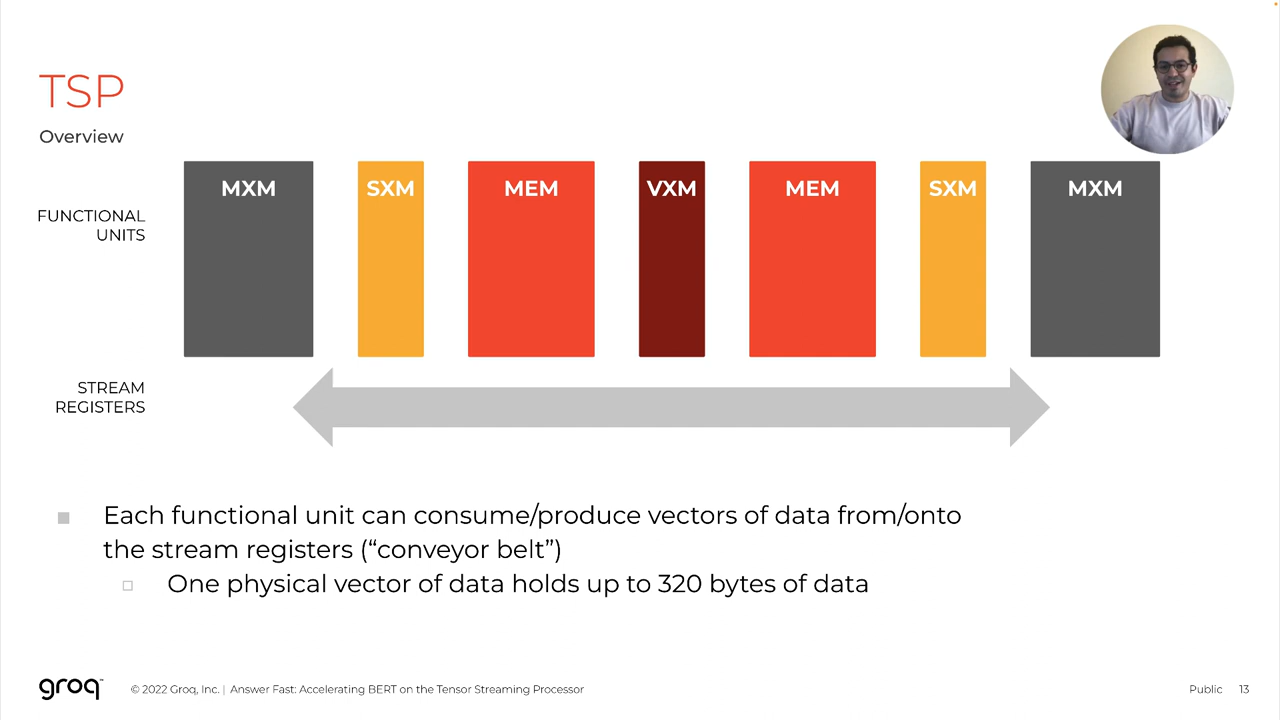 TSP
Overview
MXM
SXM
MEM
VXM
MEM
SXM
MXM
FUNCTIONAL
UNITS
STREAM
REGISTERS
Each functional unit can consume/produce vectors of data from/onto
the stream registers (“conveyor belt”)
One physical vector of data holds up to 320 bytes of data
groq™
© 2022 Groq, Inc. | Answer Fast: Accelerating BERT on the Tensor Streaming Processor
Public 13